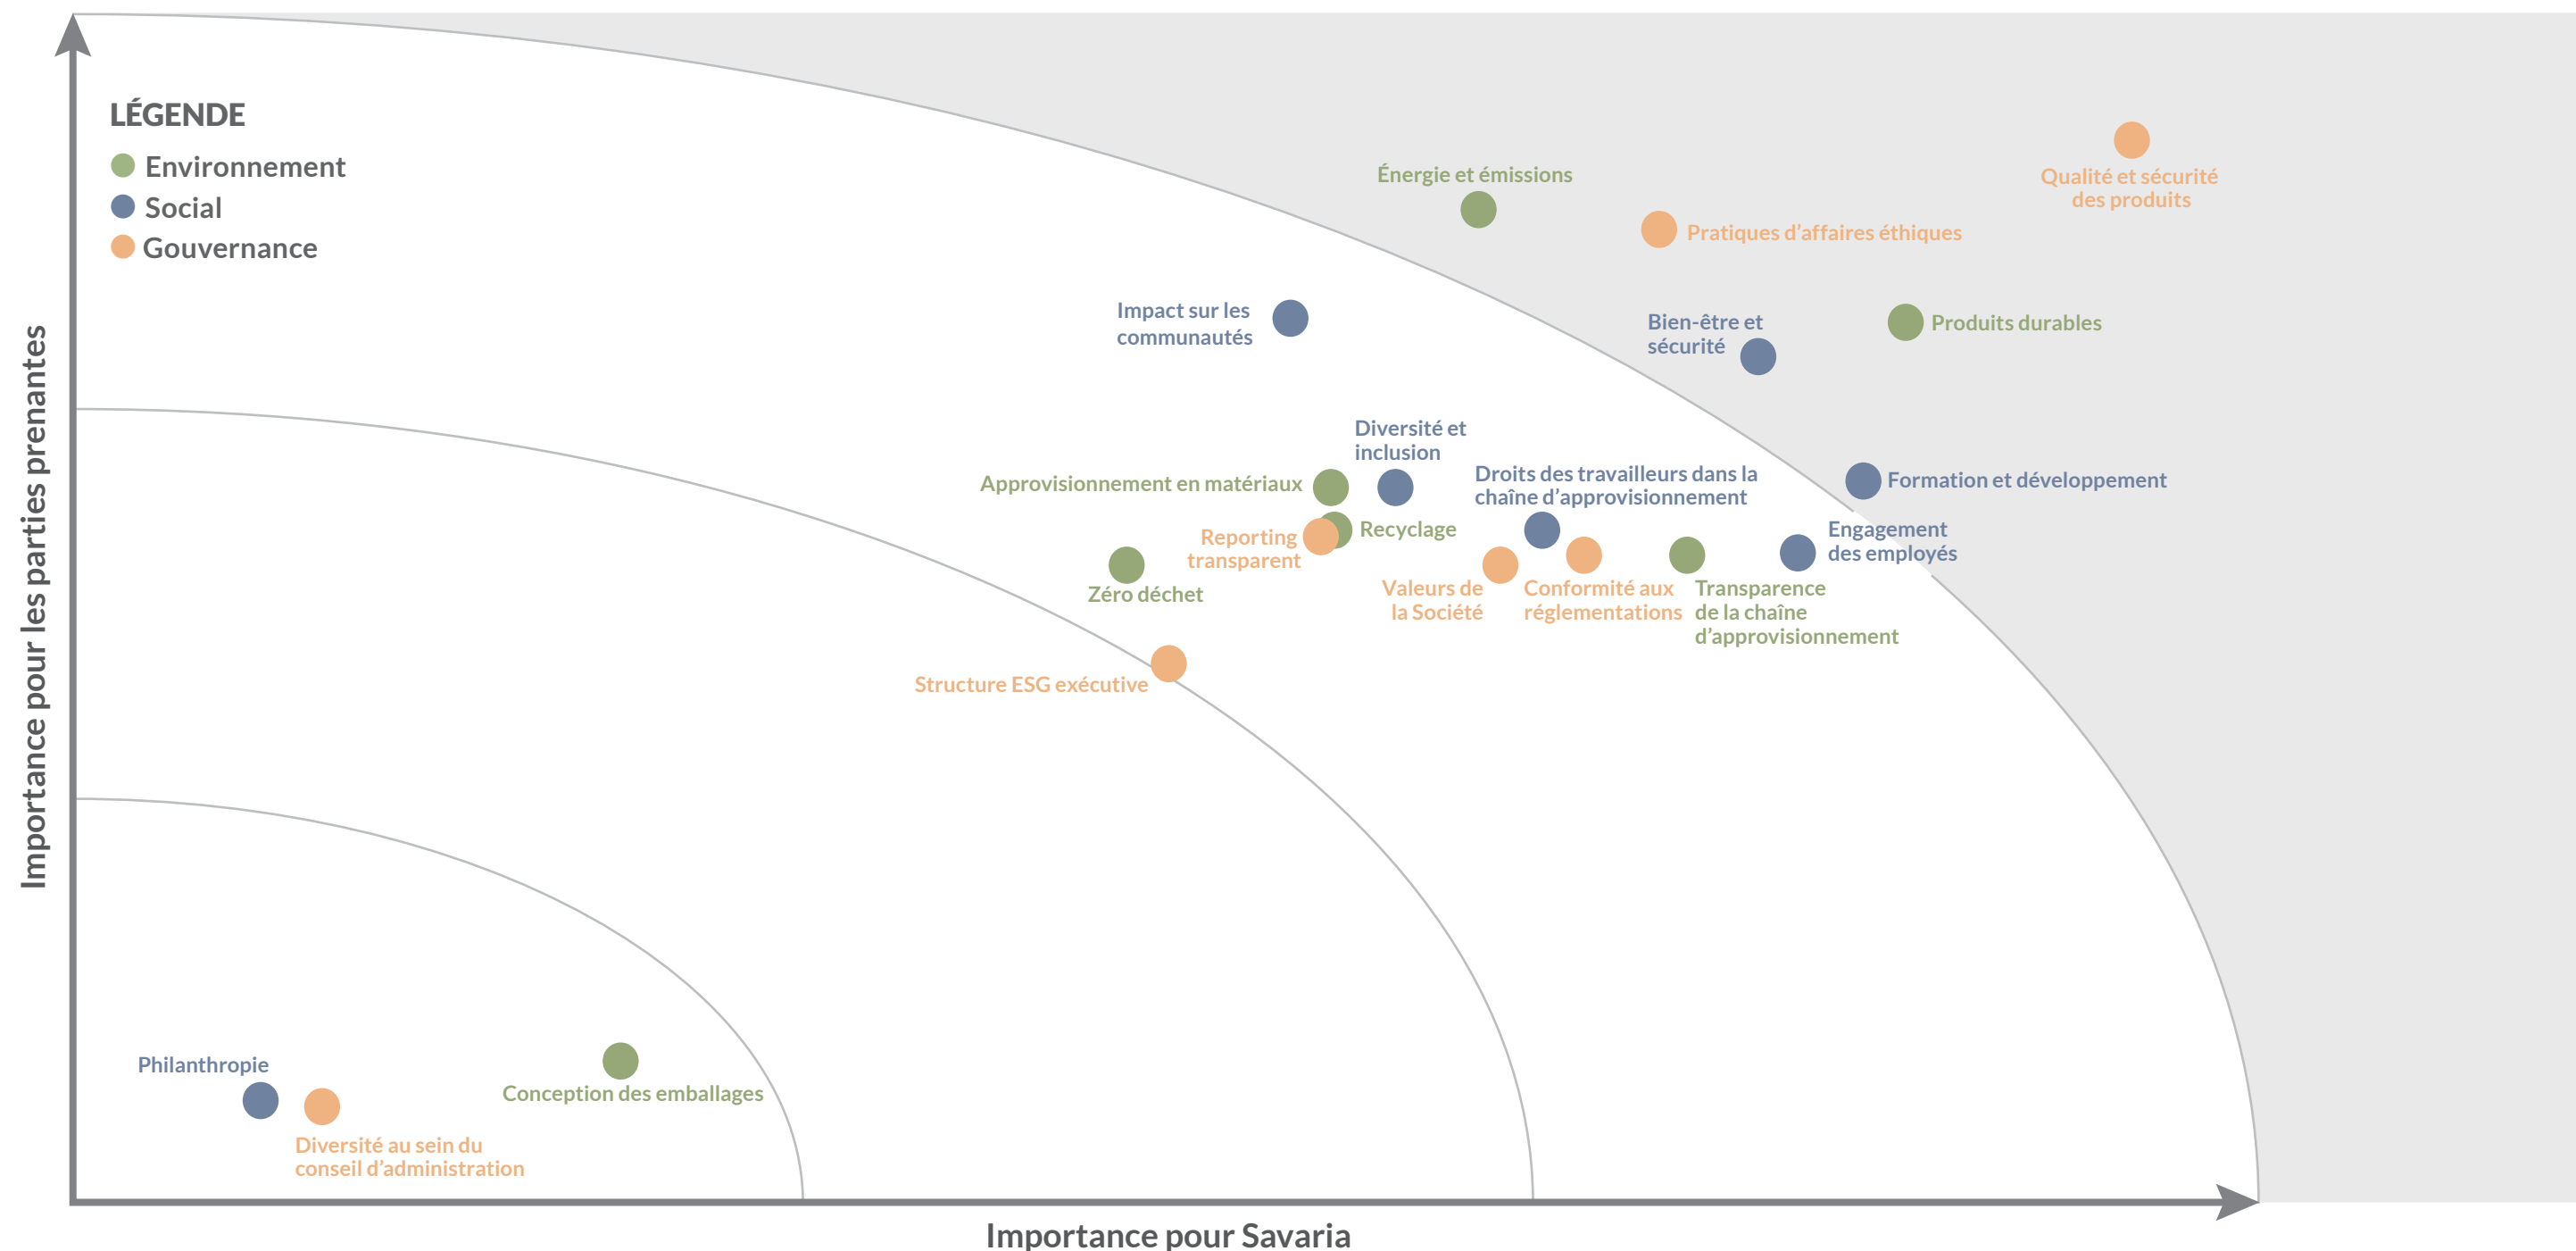 LÉGENDE
Environnement
Social
Gouvernance
Importance pour les parties prenantes
Énergie et émissions
Qualité et sécurité
des produits
Pratiques d’affaires éthiques
Impact sur les
communautés
Bien-être et
sécurité
Produits durables
Diversité et
inclusion
Approvisionnement en matériaux
Droits des travailleurs dans la
chaîne d’approvisionnement
Formation et développement
Reporting
transparent
Recyclage
Engagement
des employés
Zéro déchet
Valeurs de
la Société
Conformité aux
réglementations
Transparence
de la chaîne
d’approvisionnement
Structure ESG exécutive
Philanthropie
Conception des emballages
Diversité au sein du
conseil d’administration
Importance pour Savaria